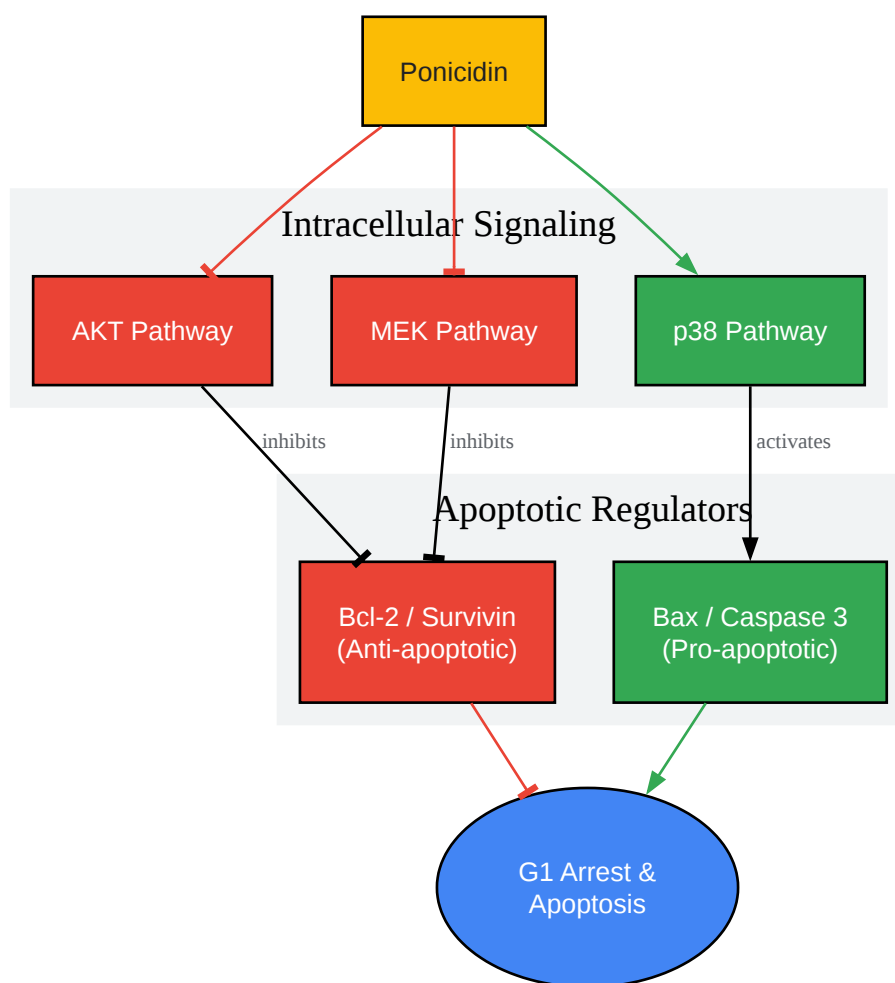 Ponicidin
Intracellular Signaling
AKT Pathway
MEK Pathway
p38 Pathway
inhibits
inhibits
activates
Apoptotic Regulators
Bcl-2 / Survivin
(Anti-apoptotic)
Bax / Caspase 3
(Pro-apoptotic)
G1 Arrest &
Apoptosis